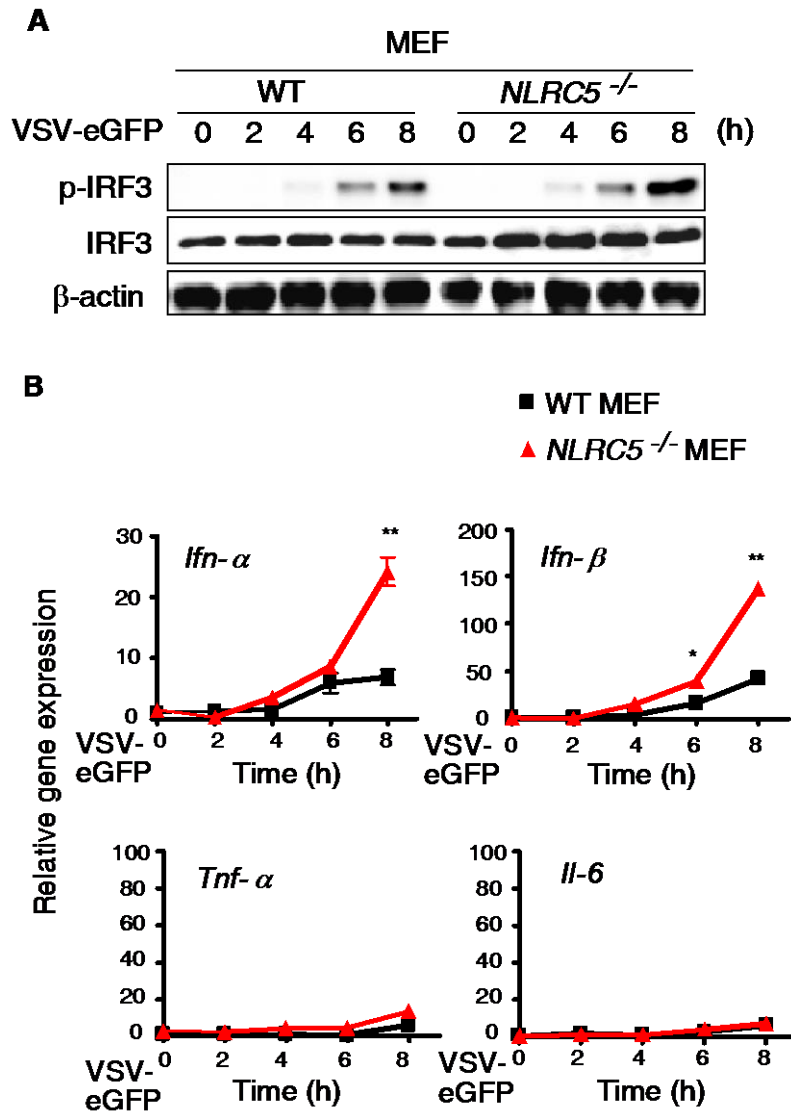 A
MEF
WT NLRC5 -/-
VSV-eGFP 0 2 4 6 8 0 2 4 6 8 (h)
p-IRF3
IRF3
β-actin
B
WT MEF
NLRC5 -/- MEF
Relative gene expression
30
20
10
0
Ifn-α
**
0 2 4 6 8
VSV-
eGFP
Time (h)
200
150
100
50
0
Ifn-β
*
**
0 2 4 6 8
VSV-
eGFP
Time (h)
100
80
60
40
20
0
Tnf-α
0 2 4 6 8
VSV-
eGFP
Time (h)
100
80
60
40
20
0
Il-6
0 2 4 6 8
VSV-
eGFP
Time (h)